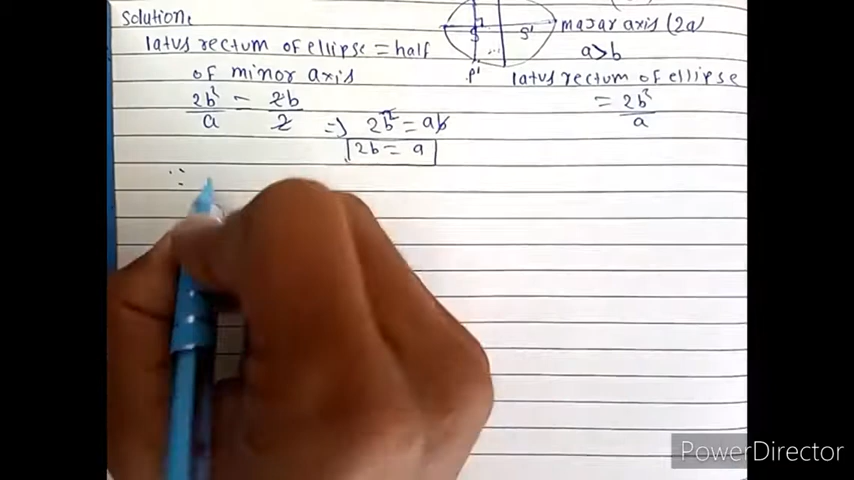 Solution:
latus rectum of ellipse = half
of minor axis
2b² / a = 2b / 2 => 2b² = ab
2b = a
∵
S S'
P'
major axis (2a)
a>b
latus rectum of ellipse
= 2b² / a
PowerDirector